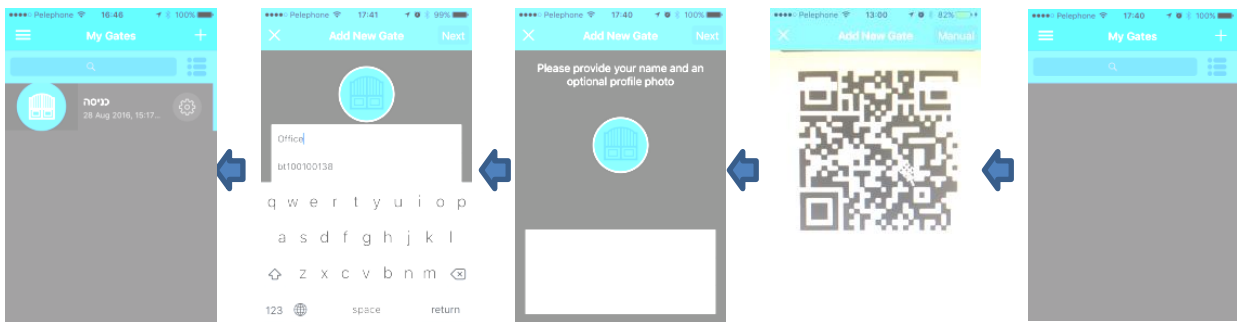 ●●●●○ Pelephone 16:46 100%
My Gates
כניסה
28 Aug 2016, 15:17...
●●●●○ Pelephone 17:41 99%
Add New Gate Next
Office
bt100100138
q w e r t y u i o p
a s d f g h j k l
z x c v b n m
123 space return
●●●●○ Pelephone 17:40 100%
Add New Gate Next
Please provide your name and an
optional profile photo
●●●●○ Pelephone 13:00 82%
Add New Gate Manual
●●●●○ Pelephone 17:40 100%
My Gates